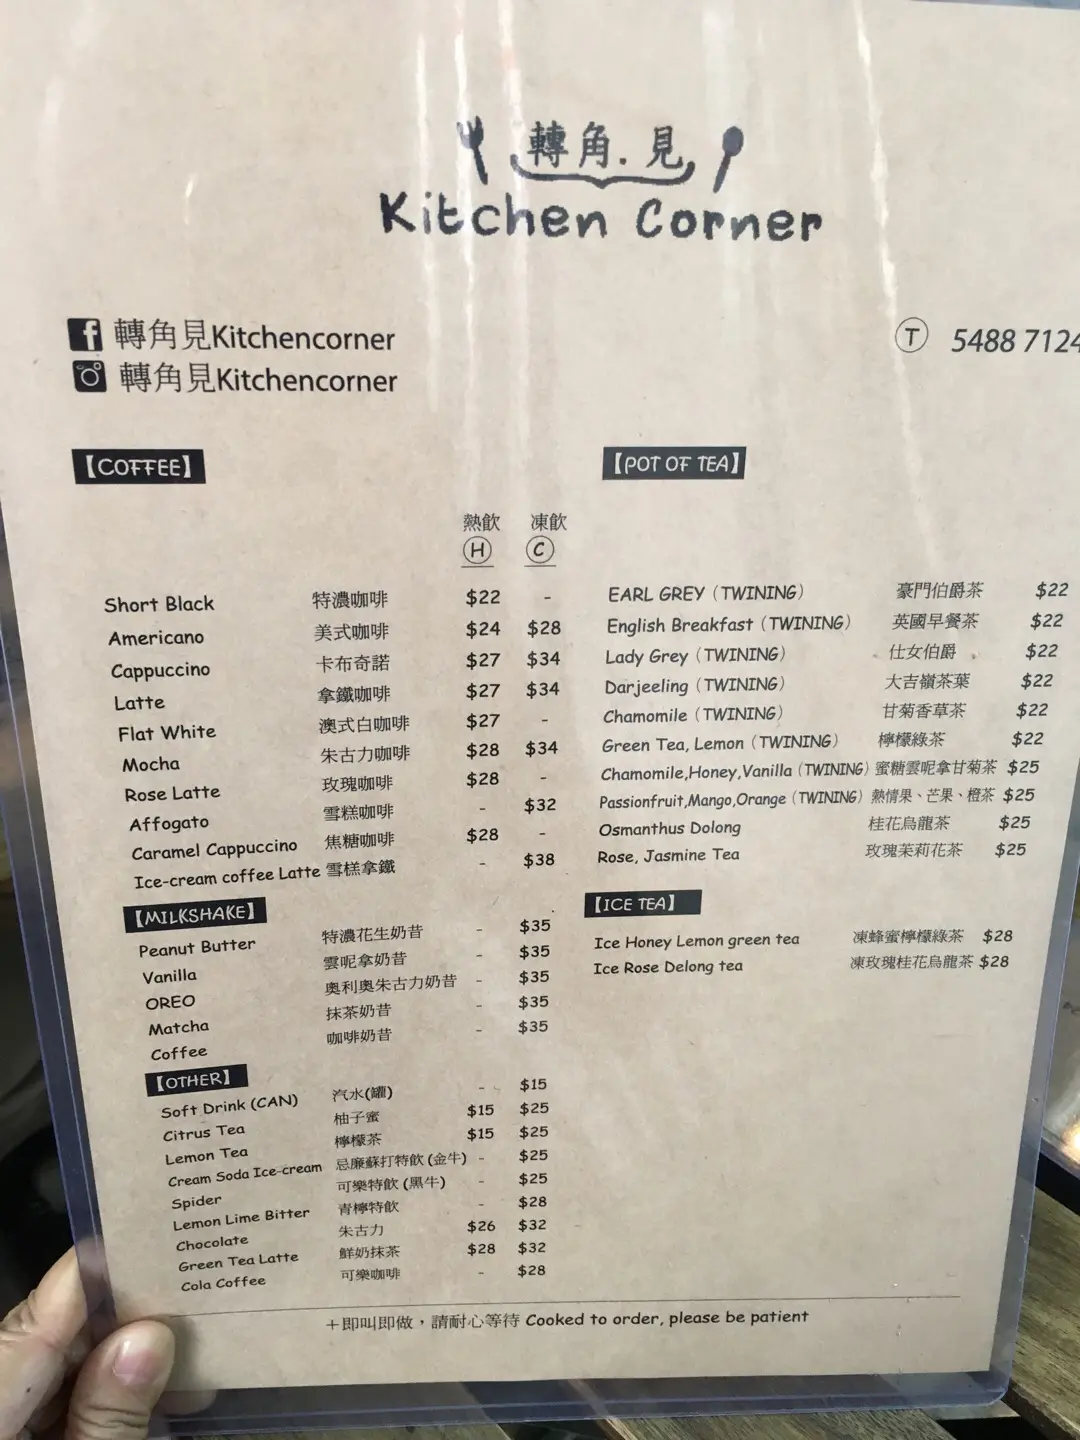 轉角.見
Kitchen Corner
轉角見Kitchencorner
轉角見Kitchencorner
T 5488 7124
【COFFEE】
熱飲 凍飲
H C
Short Black 特濃咖啡 $22 -
Americano 美式咖啡 $24 $28
Cappuccino 卡布奇諾 $27 $34
Latte 拿鐵咖啡 $27 $34
Flat White 澳式白咖啡 $27 -
Mocha 朱古力咖啡 $28 $34
Rose Latte 玫瑰咖啡 $28 -
Affogato 雪糕咖啡 - $32
Caramel Cappuccino 焦糖咖啡 $28 -
Ice-cream coffee Latte 雪糕拿鐵 - $38
【MILKSHAKE】
Peanut Butter 特濃花生奶昔 - $35
Vanilla 雲呢拿奶昔 - $35
OREO 奧利奧朱古力奶昔 - $35
Matcha 抹茶奶昔 - $35
Coffee 咖啡奶昔 - $35
【OTHER】
Soft Drink (CAN) 汽水(罐) - $15
Citrus Tea 柚子蜜 $15 $25
Lemon Tea 檸檬茶 $15 $25
Cream Soda Ice-cream 忌廉蘇打特飲 (金牛) - $25
Spider 可樂特飲 (黑牛) - $25
Lemon Lime Bitter 青檸特飲 - $28
Chocolate 朱古力 $26 $32
Green Tea Latte 鮮奶抹茶 $28 $32
Cola Coffee 可樂咖啡 - $28
【POT OF TEA】
EARL GREY (TWINING) 豪門伯爵茶 $22
English Breakfast (TWINING) 英國早餐茶 $22
Lady Grey (TWINING) 仕女伯爵 $22
Darjeeling (TWINING) 大吉嶺茶葉 $22
Chamomile (TWINING) 甘菊香草茶 $22
Green Tea, Lemon (TWINING) 檸檬綠茶 $22
Chamomile,Honey,Vanilla (TWINING) 蜜糖雲呢拿甘菊茶 $25
Passionfruit,Mango,Orange (TWINING) 熱情果、芒果、橙茶 $25
Osmanthus Dolong 桂花烏龍茶 $25
Rose, Jasmine Tea 玫瑰茉莉花茶 $25
【ICE TEA】
Ice Honey Lemon green tea 凍蜂蜜檸檬綠茶 $28
Ice Rose Delong tea 凍玫瑰桂花烏龍茶 $28
＋即叫即做，請耐心等待 Cooked to order, please be patient